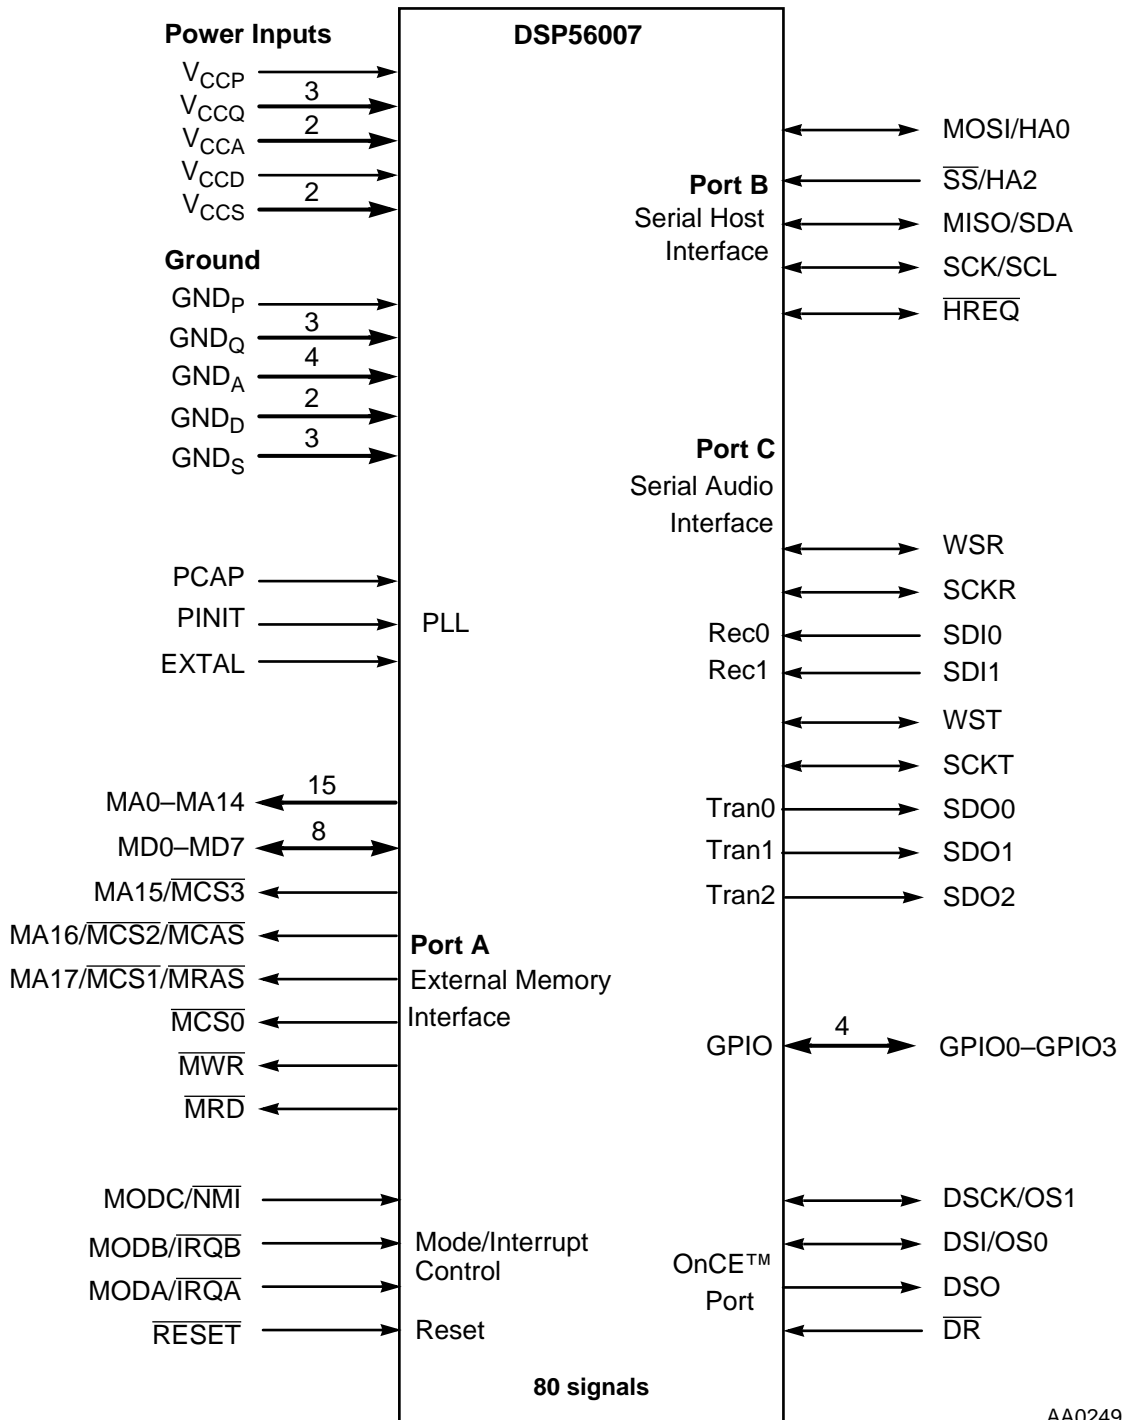 DSP56007
Power Inputs
VCCP
VCCQ 3
VCCA 2
VCCD
VCCS 2
Ground
GNDP
GNDQ 3
GNDA 4
GNDD 2
GNDS 3
PCAP
PINIT
EXTAL
PLL
MA0–MA14 15
MD0–MD7 8
MA15/MCS3
MA16/MCS2/MCAS
MA17/MCS1/MRAS
MCS0
MWR
MRD
Port A
External Memory
Interface
MODC/NMI
MODB/IRQB
MODA/IRQA
RESET
Mode/Interrupt
Control
Reset
Port B
Serial Host
Interface
MOSI/HA0
SS/HA2
MISO/SDA
SCK/SCL
HREQ
Port C
Serial Audio
Interface
WSR
SCKR
Rec0 SDI0
Rec1 SDI1
WST
SCKT
Tran0 SDO0
Tran1 SDO1
Tran2 SDO2
GPIO 4 GPIO0–GPIO3
OnCE™
Port
DSCK/OS1
DSI/OS0
DSO
DR
80 signals
AA0249